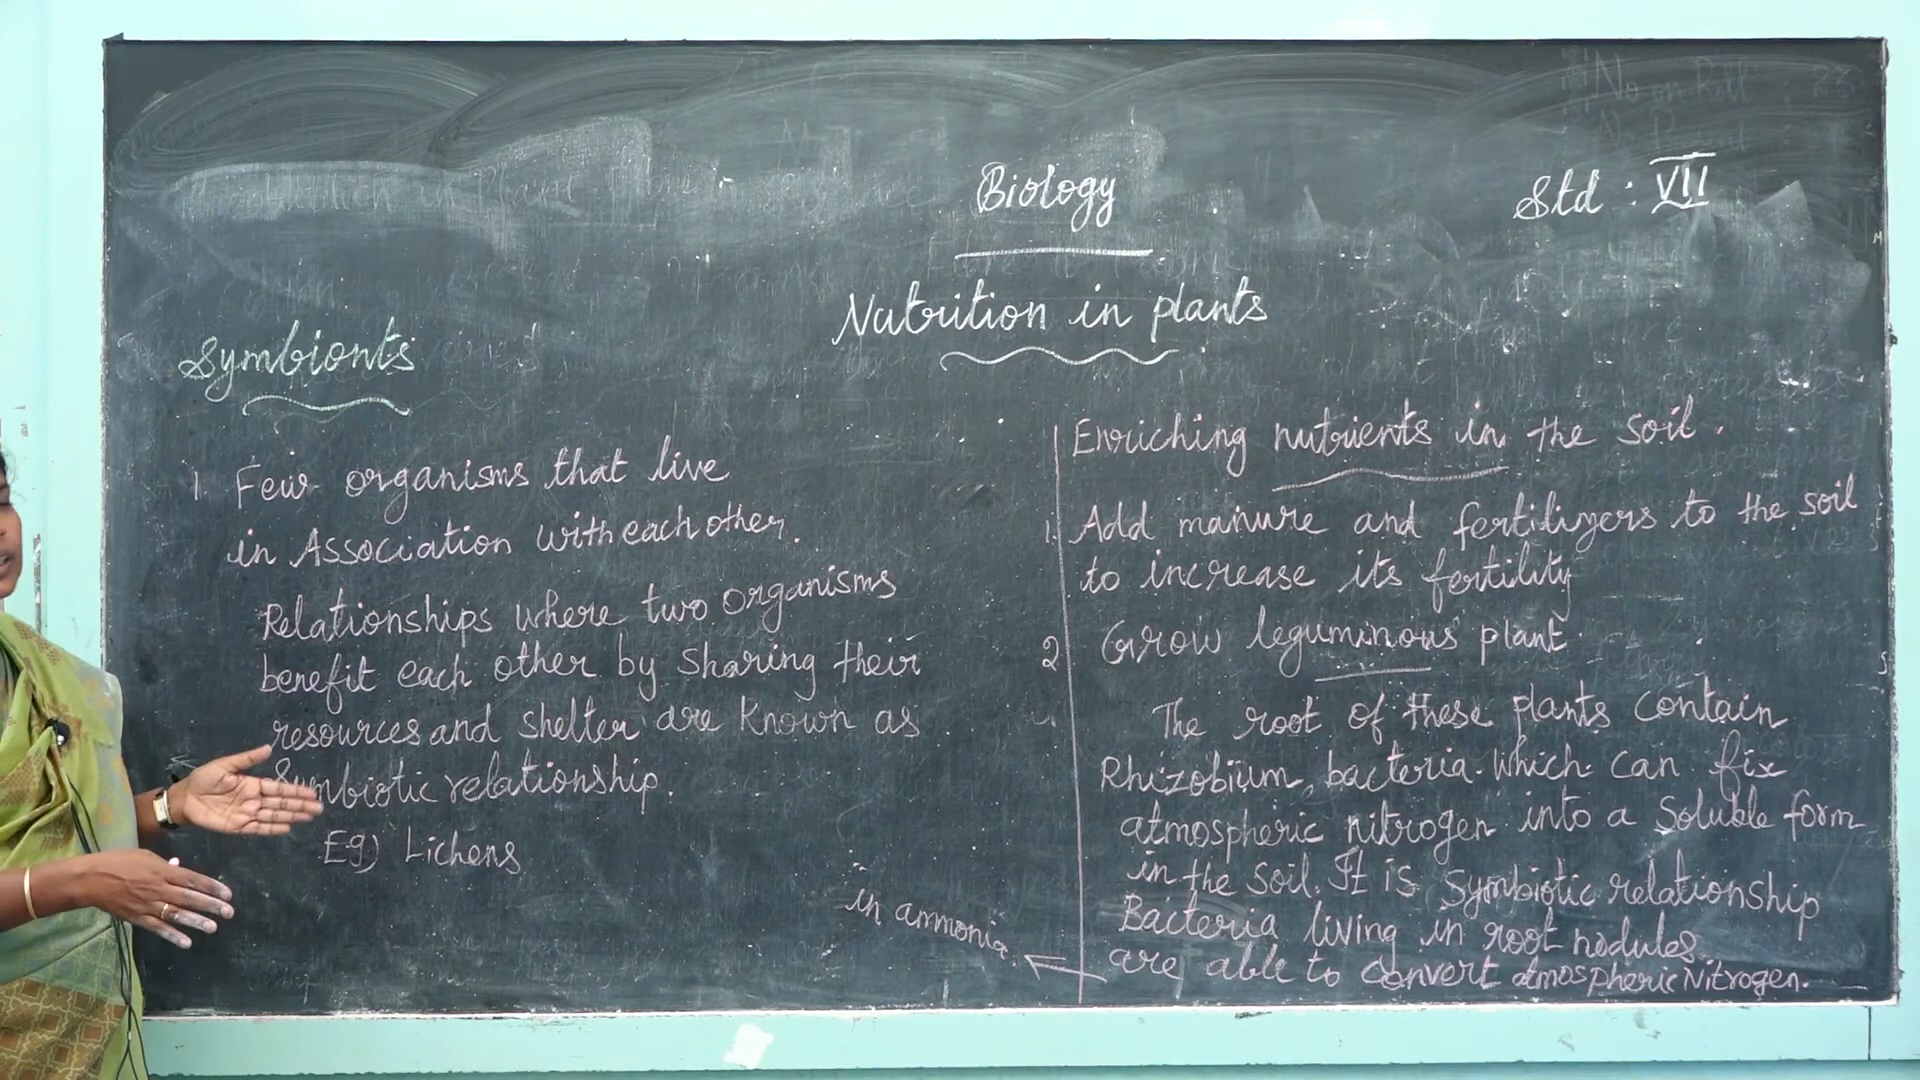 Biology
Std : VII
Nutrition in plants
Symbionts
1. Few organisms that live
in Association with each other.
Relationships where two organisms
benefit each other by sharing their
resources and shelter are known as
Symbiotic relationship.
Eg) Lichens
Enriching nutrients in the soil.
1. Add manure and fertilizers to the soil
to increase its fertility
2 Grow leguminous plant.
The root of these plants contain
Rhizobium bacteria. Which can fix
atmospheric nitrogen into a Soluble form
in the Soil. It is Symbiotic relationship
Bacteria living in root nodules
are able to convert atmospheric Nitrogen.
in ammonia.
No on Roll : 23